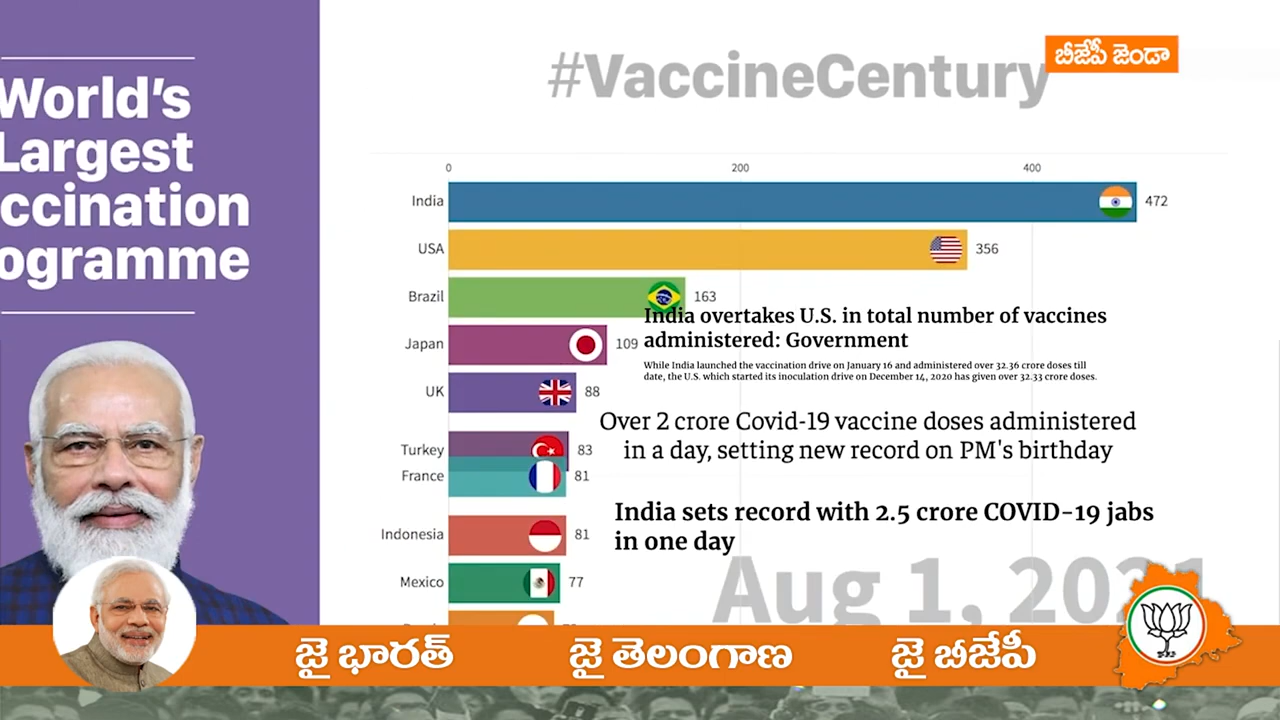 World's
Largest
ccination
ogramme
#VaccineCentury
బీజేపీ జెండా
0 200 400
India 472
USA 356
Brazil 163
Japan 109
UK 88
Turkey 83
France 81
Indonesia 81
Mexico 77
India overtakes U.S. in total number of vaccines
administered: Government
While India launched the vaccination drive on January 16 and administered over 32.36 crore doses till
date, the U.S. which started its inoculation drive on December 14, 2020 has given over 32.33 crore doses.
Over 2 crore Covid-19 vaccine doses administered
in a day, setting new record on PM's birthday
India sets record with 2.5 crore COVID-19 jabs
in one day
Aug 1, 2021
జై భారత్ జై తెలంగాణ జై బీజేపీ